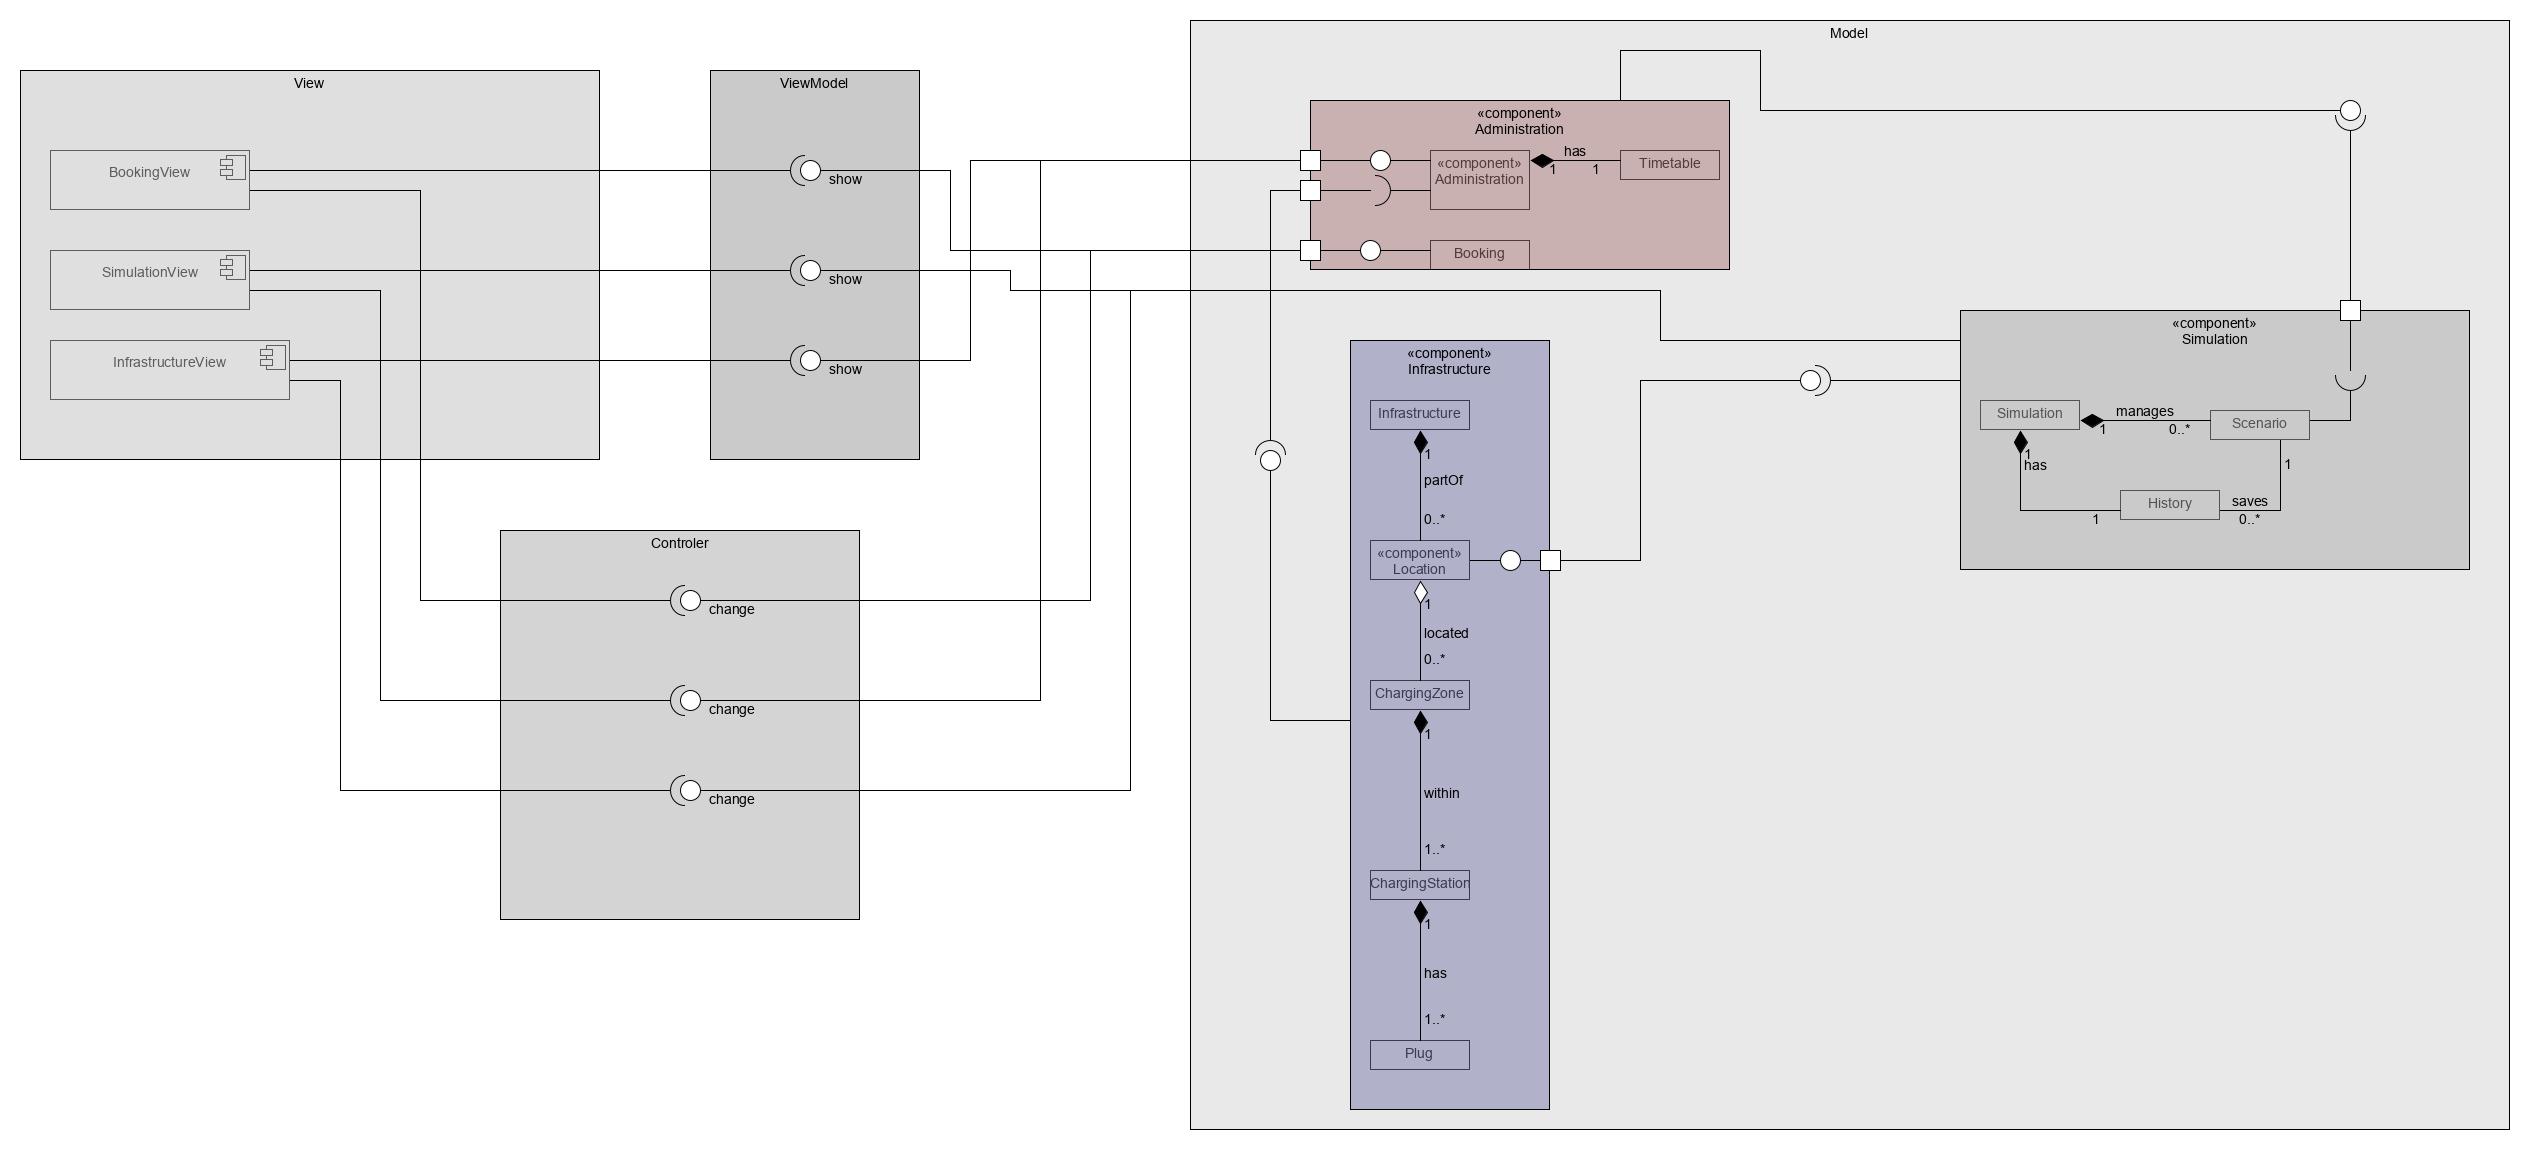 View
BookingView
SimulationView
InfrastructureView
ViewModel
show
show
show
Controler
change
change
change
Model
«component»
Administration
«component»
Administration
has
1
1
Timetable
Booking
«component»
Infrastructure
Infrastructure
1
partOf
0..*
«component»
Location
1
located
0..*
ChargingZone
1
within
1..*
ChargingStation
1
has
1..*
Plug
«component»
Simulation
Simulation
manages
1
0..*
Scenario
1
has
1
History
saves
0..*
1